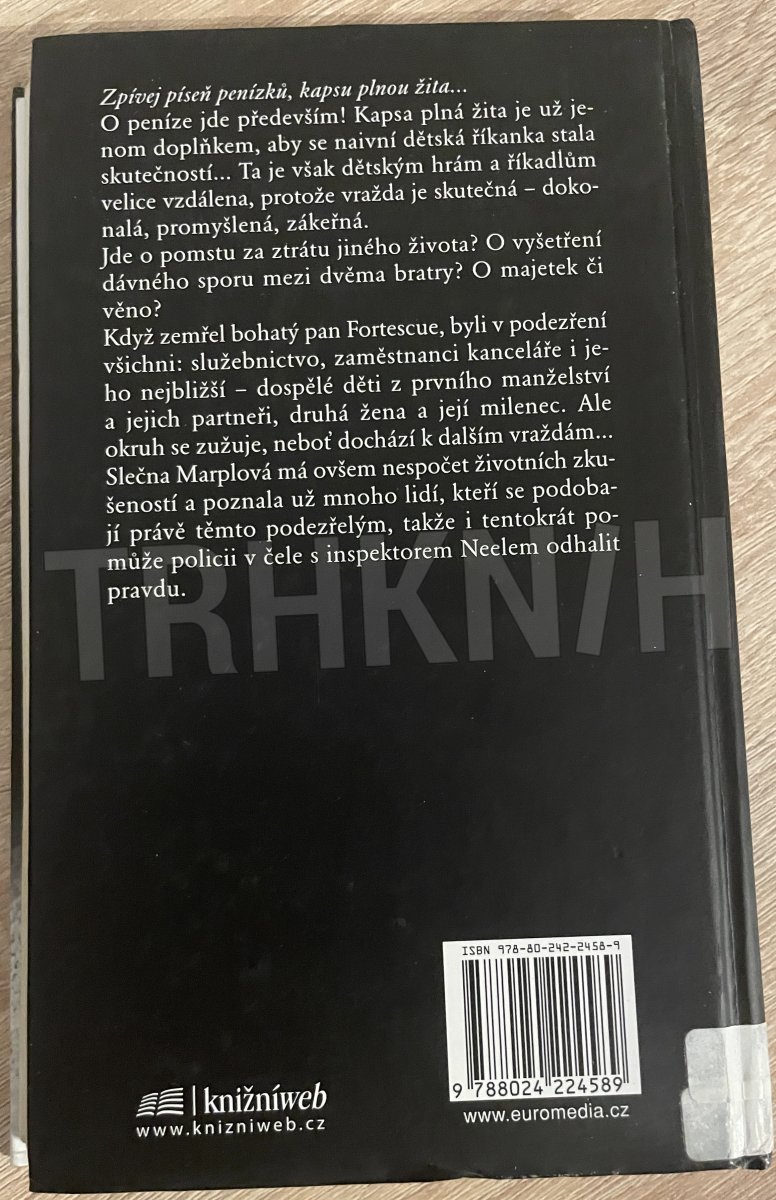 Zpívej píseň penízků, kapsu plnou žita...
O peníze jde především! Kapsa plná žita je už je-
nom doplňkem, aby se naivní dětská říkanka stala
skutečností... Ta je však dětským hrám a říkadlům
velice vzdálena, protože vražda je skutečná – doko-
nalá, promyšlená, zákeřná.
Jde o pomstu za ztrátu jiného života? O vyšetření
dávného sporu mezi dvěma bratry? O majetek či
věno?
Když zemřel bohatý pan Fortescue, byli v podezření
všichni: služebnictvo, zaměstnanci kanceláře i je-
ho nejbližší – dospělé děti z prvního manželství
a jejich partneři, druhá žena a její milenec. Ale
okruh se zužuje, neboť dochází k dalším vraždám...
Slečna Marplová má ovšem nespočet životních zku-
šeností a poznala už mnoho lidí, kteří se podoba-
jí právě těmto podezřelým, takže i tentokrát po-
může policii v čele s inspektorem Neelem odhalit
pravdu.
TRHKNIH
ISBN 978-80-242-2458-9
9 788024 224589
www.euromedia.cz
knižníweb
www.knizniweb.cz